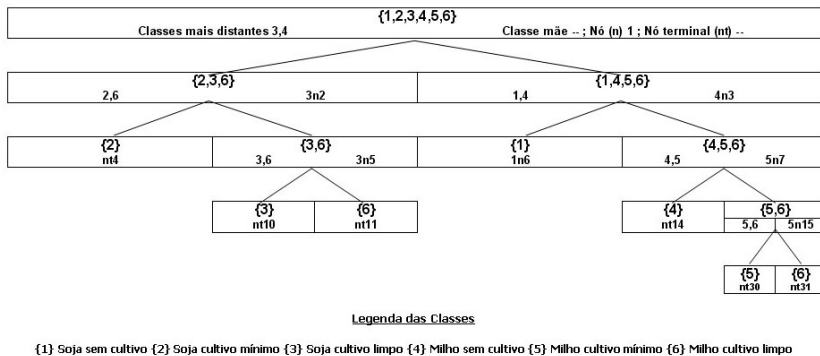 {1,2,3,4,5,6}
Classes mais distantes 3,4 Classe mãe -- ; Nó (n) 1 ; Nó terminal (nt) --
{2,3,6} {1,4,5,6}
2,6 3n2 1,4 4n3
{2} {3,6} {1} {4,5,6}
nt4 3,6 3n5 1n6 4,5 5n7
{3} {6} {4} {5,6}
nt10 nt11 nt14 5,6 5n15
{5} {6}
nt30 nt31
Legenda das Classes
{1} Soja sem cultivo {2} Soja cultivo mínimo {3} Soja cultivo limpo {4} Milho sem cultivo {5} Milho cultivo mínimo {6} Milho cultivo limpo